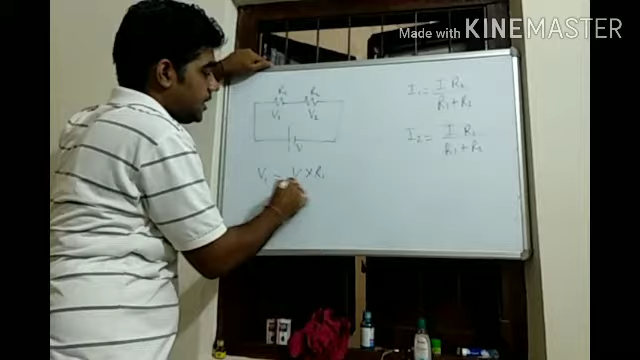 Made with KINEMASTER
R₁ R₂
V₁ V₂
V
V₁ = V × R₁
I₁ = I R₂
R₁ + R₂
I₂ = I R₁
R₁ + R₂